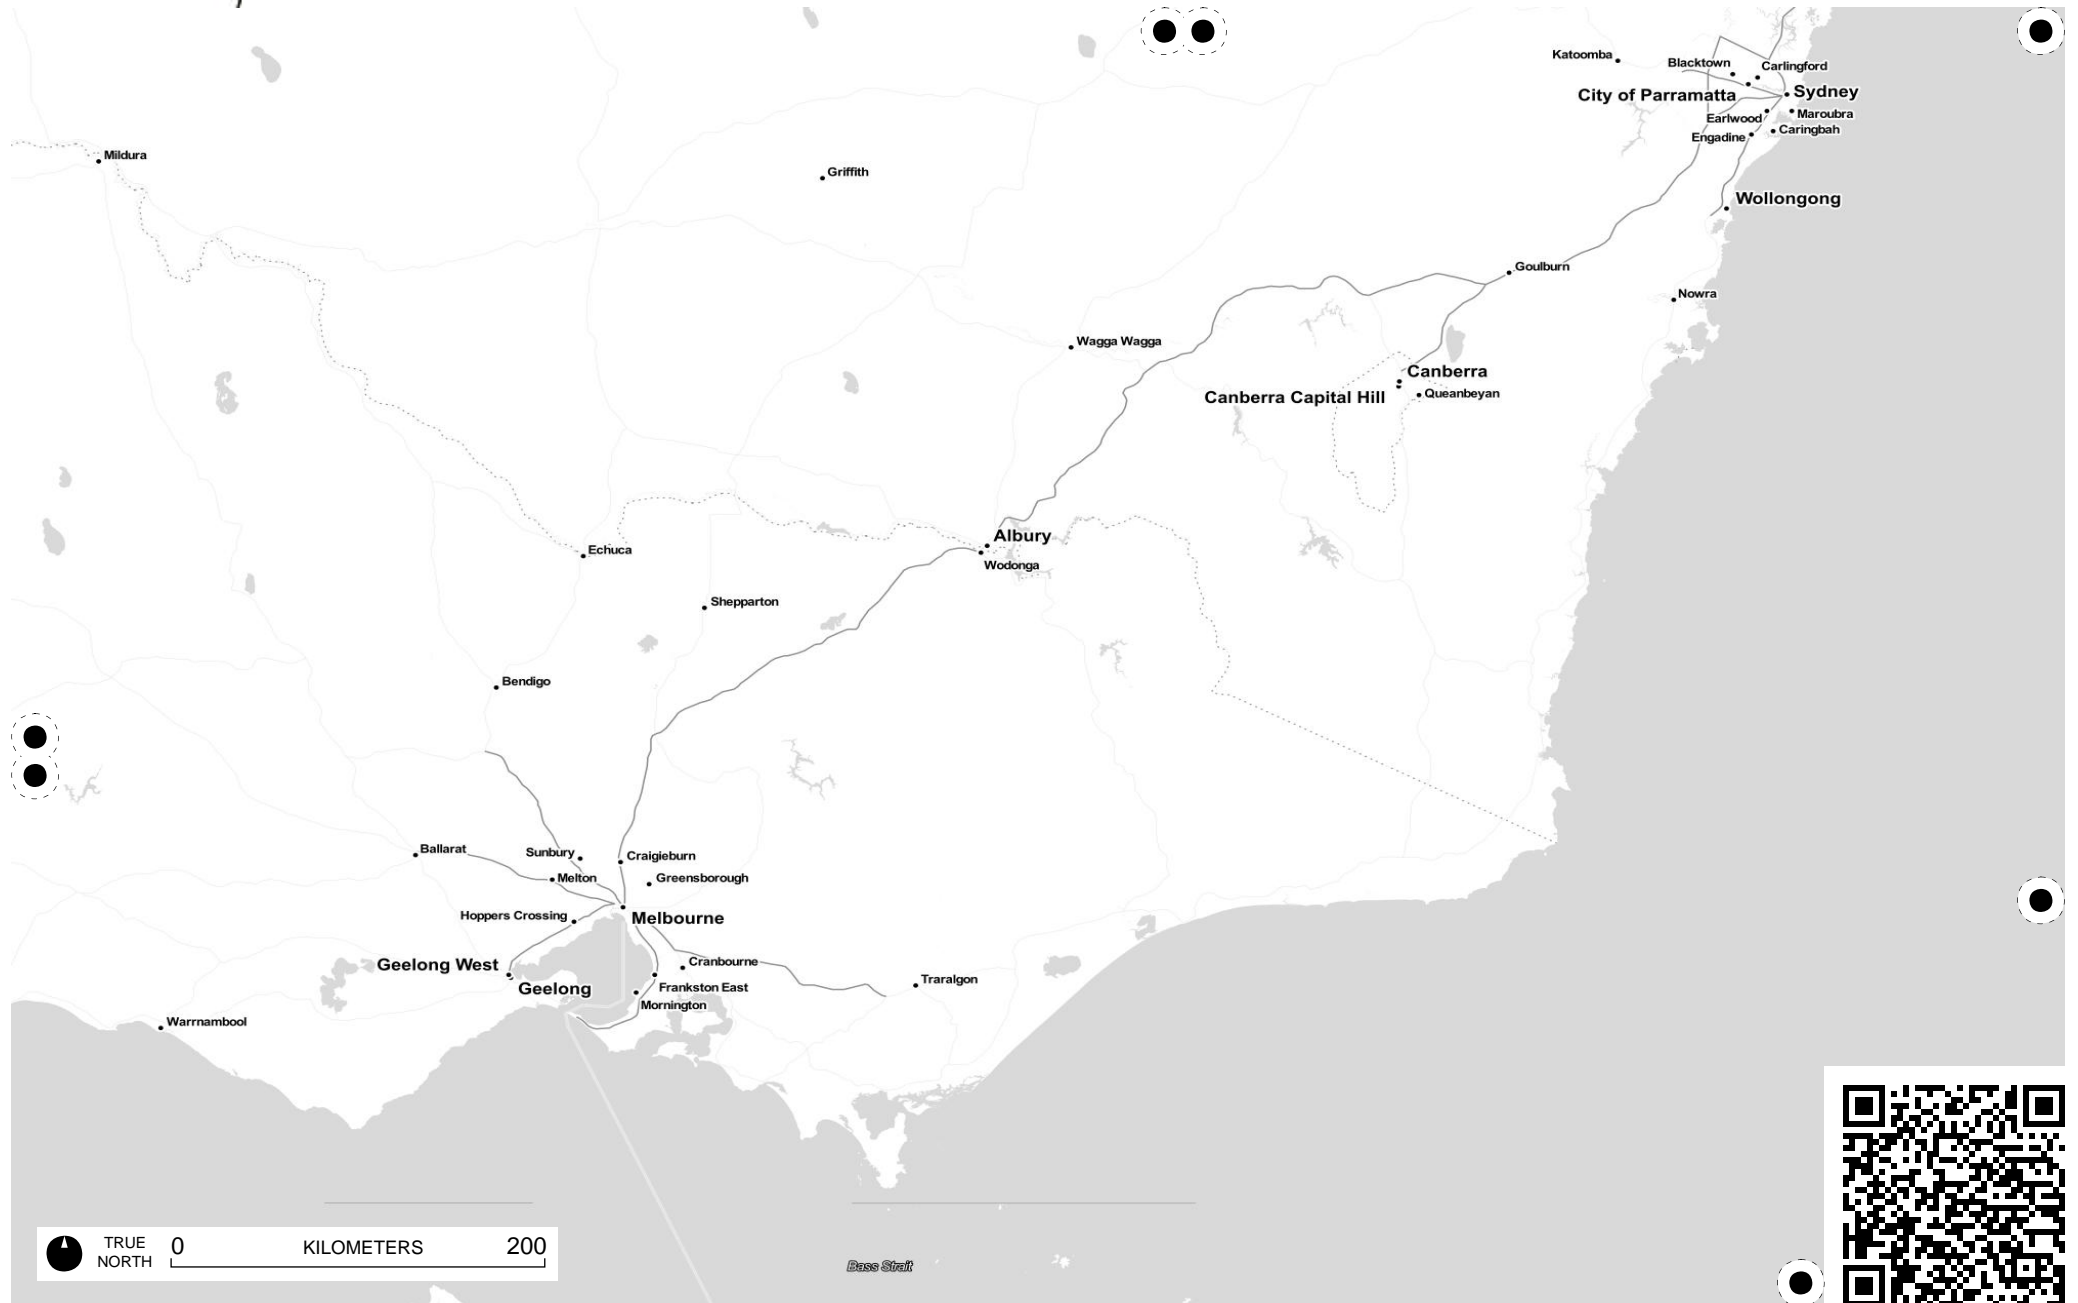 Katoomba
Blacktown
Carlingford
City of Parramatta
Sydney
Earlwood
Maroubra
Engadine
Caringbah
Mildura
Griffith
Wollongong
Goulburn
Nowra
Wagga Wagga
Canberra
Canberra Capital Hill
Queanbeyan
Albury
Echuca
Wodonga
Shepparton
Bendigo
Ballarat
Sunbury
Craigieburn
Melton
Greensborough
Hoppers Crossing
Melbourne
Geelong West
Cranbourne
Geelong
Frankston East
Traralgon
Mornington
Warrnambool
TRUE
NORTH
0
KILOMETERS
200
Bass Strait